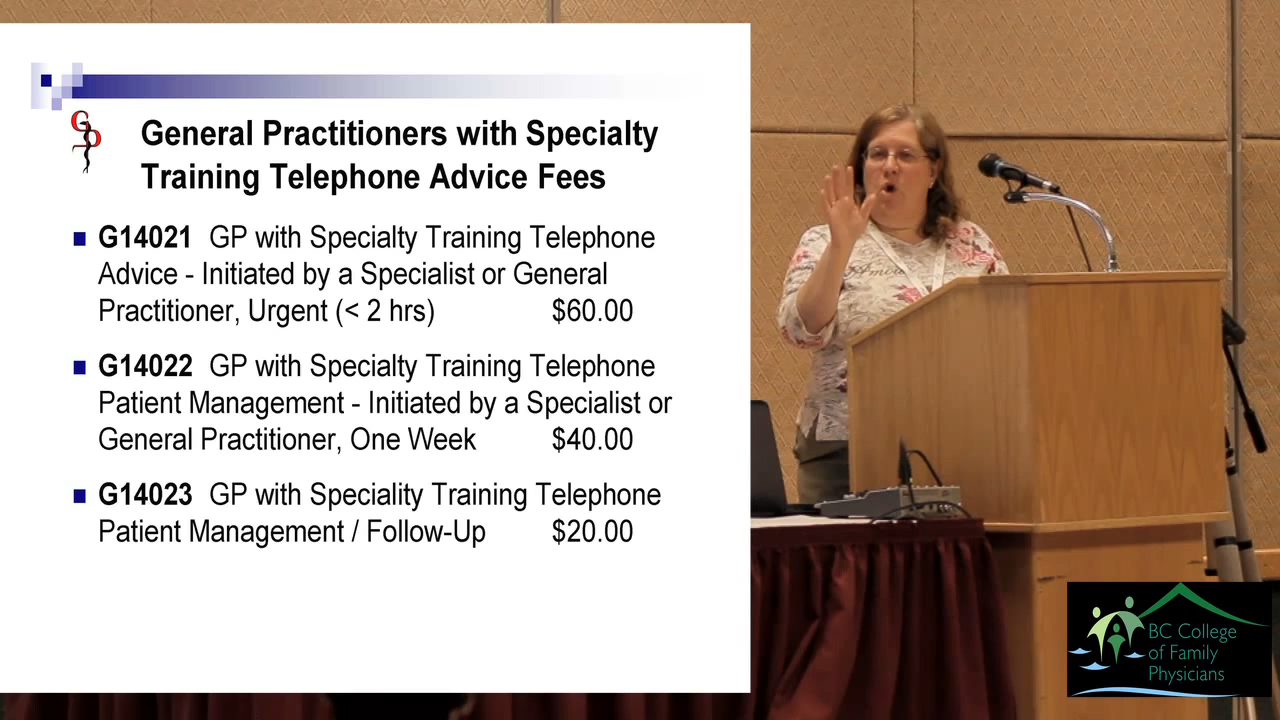 General Practitioners with Specialty
Training Telephone Advice Fees
G14021 GP with Specialty Training Telephone
Advice - Initiated by a Specialist or General
Practitioner, Urgent (< 2 hrs) $60.00
G14022 GP with Specialty Training Telephone
Patient Management - Initiated by a Specialist or
General Practitioner, One Week $40.00
G14023 GP with Speciality Training Telephone
Patient Management / Follow-Up $20.00
BC College
of Family
Physicians